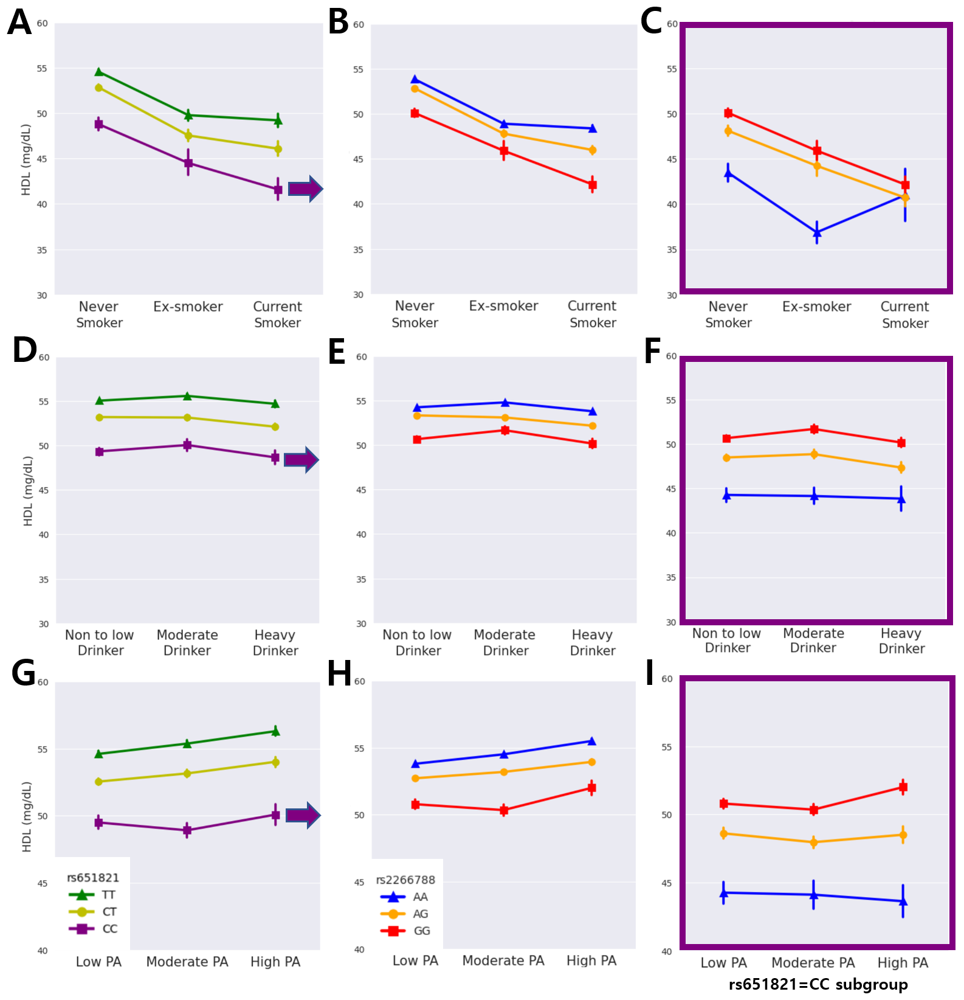 A
B
C
60
55
50
45
40
35
30
HDL (mg/dL)
Never
Smoker
Ex-smoker
Current
Smoker
60
55
50
45
40
35
30
Never
Smoker
Ex-smoker
Current
Smoker
60
55
50
45
40
35
30
Never
Smoker
Ex-smoker
Current
Smoker
D
E
F
60
55
50
45
40
35
30
HDL (mg/dL)
Non to low
Drinker
Moderate
Drinker
Heavy
Drinker
60
55
50
45
40
35
30
Non to low
Drinker
Moderate
Drinker
Heavy
Drinker
60
55
50
45
40
35
30
Non to low
Drinker
Moderate
Drinker
Heavy
Drinker
G
H
I
60
55
50
45
40
HDL (mg/dL)
rs651821
TT
CT
CC
Low PA
Moderate PA
High PA
60
55
50
45
40
rs2266788
AA
AG
GG
Low PA
Moderate PA
High PA
60
55
50
45
40
Low PA
Moderate PA
High PA
rs651821=CC subgroup